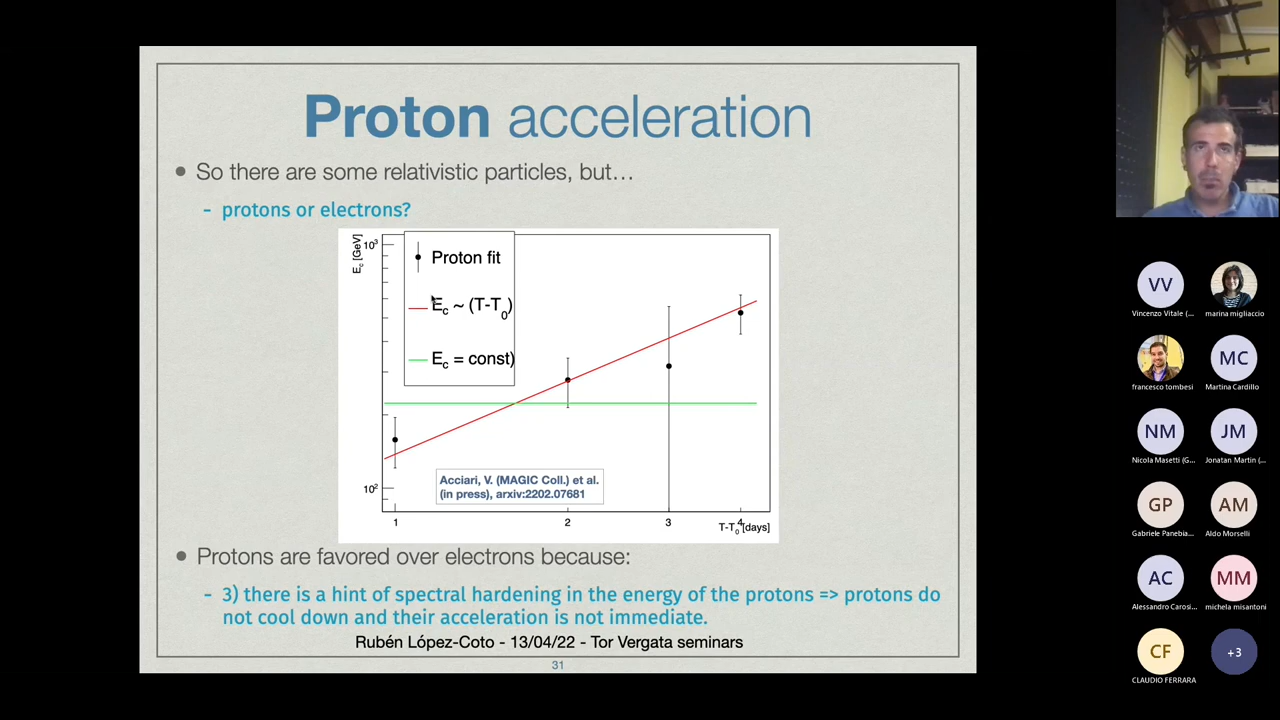 Proton acceleration
• So there are some relativistic particles, but…
- protons or electrons?
E_c [GeV]
10³
Proton fit
E_c ~ (T-T_0)
E_c = const)
10²
Acciari, V. (MAGIC Coll.) et al.
(in press), arxiv:2202.07681
1 2 3 4
T-T_0 [days]
• Protons are favored over electrons because:
- 3) there is a hint of spectral hardening in the energy of the protons => protons do
not cool down and their acceleration is not immediate.
Rubén López-Coto - 13/04/22 - Tor Vergata seminars
31
VV
Vincenzo Vitale (...
marina migliaccio
francesco tombesi
MC
Martina Cardillo
NM
Nicola Masetti (G...
JM
Jonatan Martin (...
GP
Gabriele Panebia...
AM
Aldo Morselli
AC
Alessandro Carosi...
MM
michela misantoni
CF
CLAUDIO FERRARA
+3